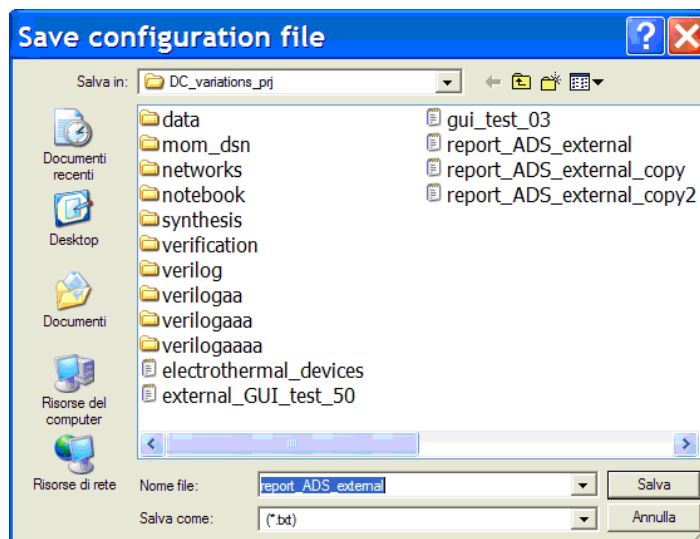 Save configuration file
Salva in: DC_variations_prj
Documenti
recenti
Desktop
Documenti
Risorse del
computer
Risorse di rete
data
mom_dsn
networks
notebook
synthesis
verification
verilog
verilogaa
verilogaaa
verilogaaaa
electrothermal_devices
external_GUI_test_50
gui_test_03
report_ADS_external
report_ADS_external_copy
report_ADS_external_copy2
Nome file: report_ADS_external Salva
Salva come: (*.txt) Annulla